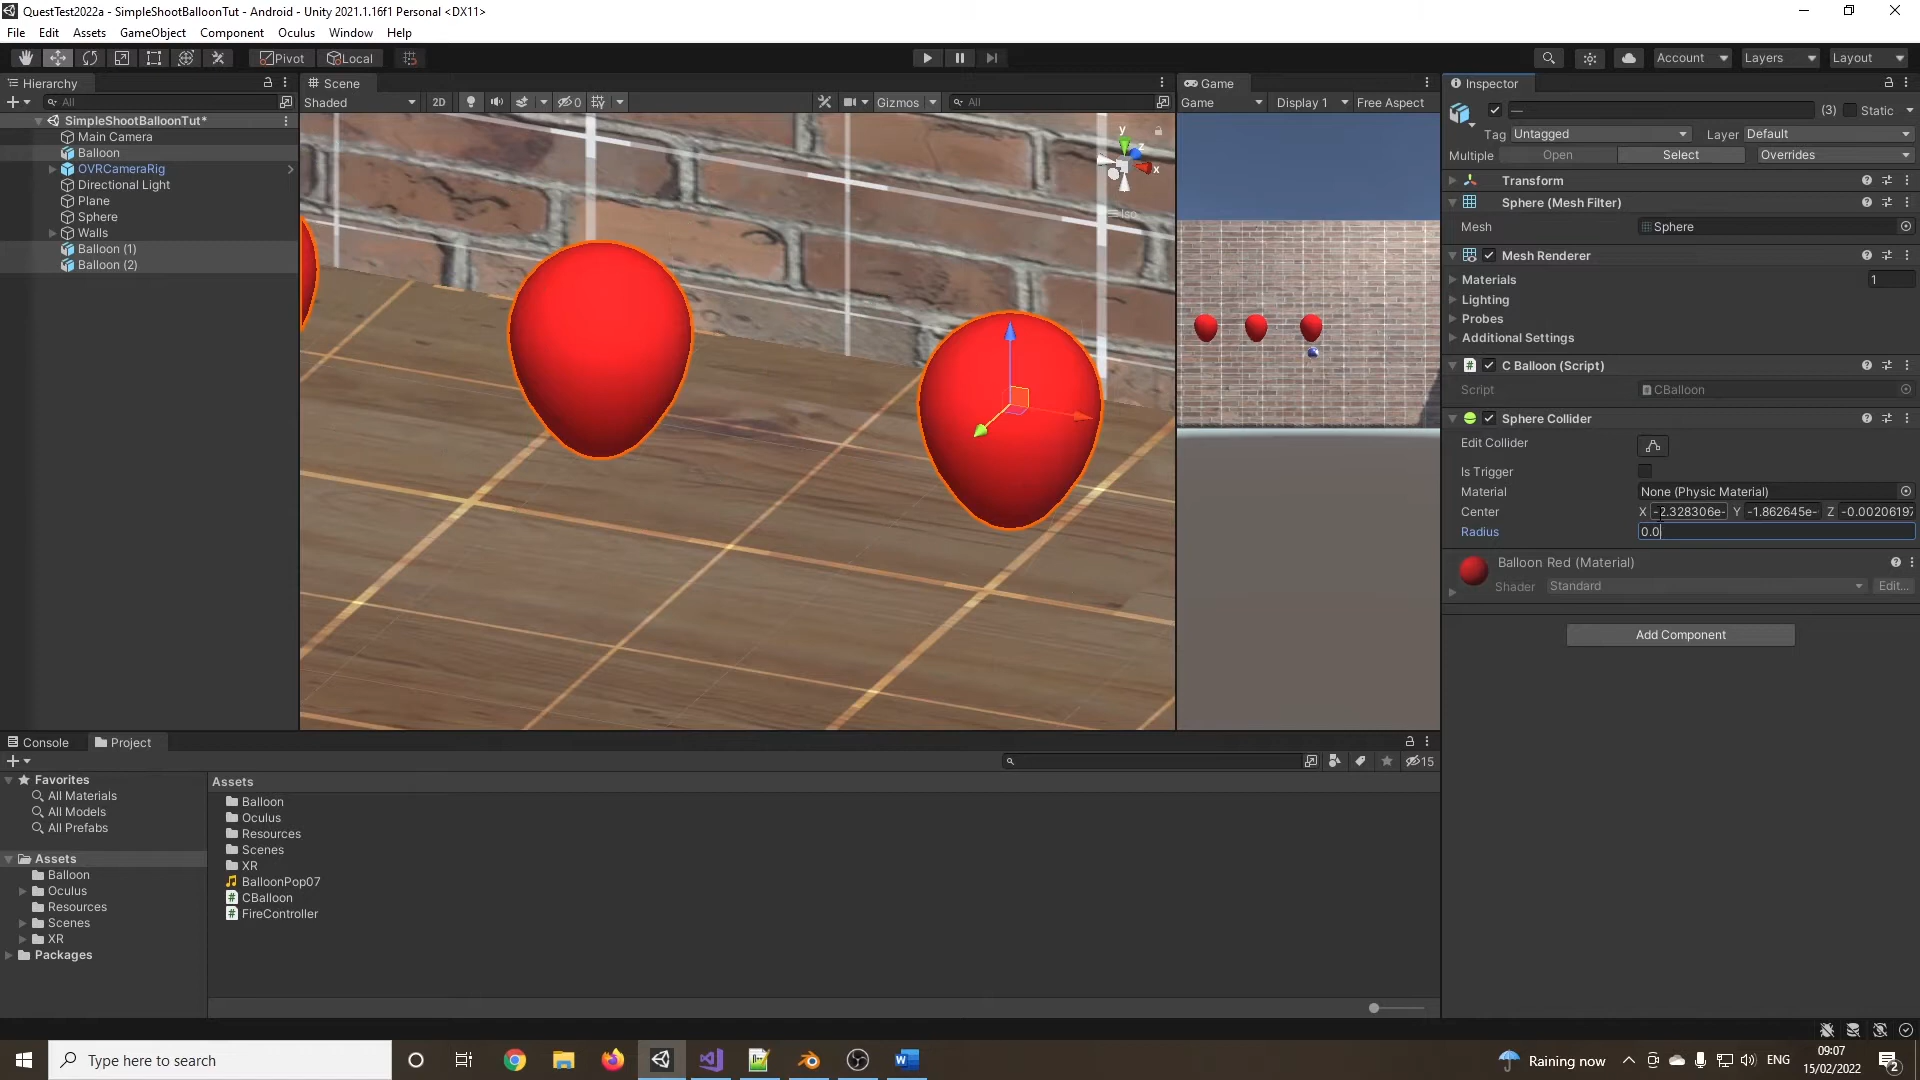 QuestTest2022a - SimpleShootBalloonTut - Android - Unity 2021.1.16f1 Personal <DX11>
File Edit Assets GameObject Component Oculus Window Help
Pivot Local Account Layers Layout
Hierarchy
All
SimpleShootBalloonTut*
Main Camera
Balloon
OVRCameraRig
Directional Light
Plane
Sphere
Walls
Balloon (1)
Balloon (2)
Scene
Shaded 2D 0 Gizmos All
y
z
x
Iso
Game
Game Display 1 Free Aspect
Inspector
— (3) Static
Tag Untagged Layer Default
Multiple Open Select Overrides
Transform
Sphere (Mesh Filter)
Mesh Sphere
Mesh Renderer
Materials 1
Lighting
Probes
Additional Settings
C Balloon (Script)
Script CBalloon
Sphere Collider
Edit Collider
Is Trigger
Material None (Physic Material)
Center X -2.328306e- Y -1.862645e- Z -0.00206197
Radius 0.0
Balloon Red (Material)
Shader Standard Edit...
Add Component
Console Project
15
Favorites
All Materials
All Models
All Prefabs
Assets
Balloon
Oculus
Resources
Scenes
XR
Packages
Assets
Balloon
Oculus
Resources
Scenes
XR
BalloonPop07
CBalloon
FireController
Type here to search
Raining now ENG 09:07
15/02/2022
2